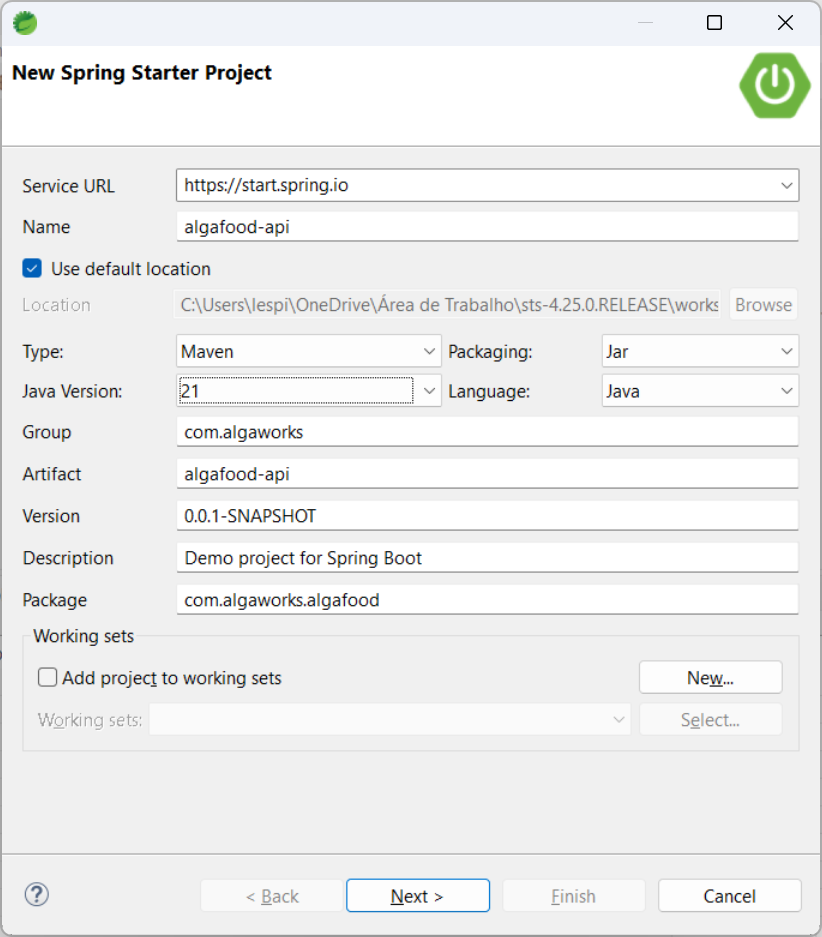 New Spring Starter Project
Service URL https://start.spring.io
Name algafood-api
Use default location
Location C:\Users\lespi\OneDrive\Área de Trabalho\sts-4.25.0.RELEASE\works Browse
Type: Maven Packaging: Jar
Java Version: 21 Language: Java
Group com.algaworks
Artifact algafood-api
Version 0.0.1-SNAPSHOT
Description Demo project for Spring Boot
Package com.algaworks.algafood
Working sets
Add project to working sets New...
Working sets: Select...
? < Back Next > Finish Cancel